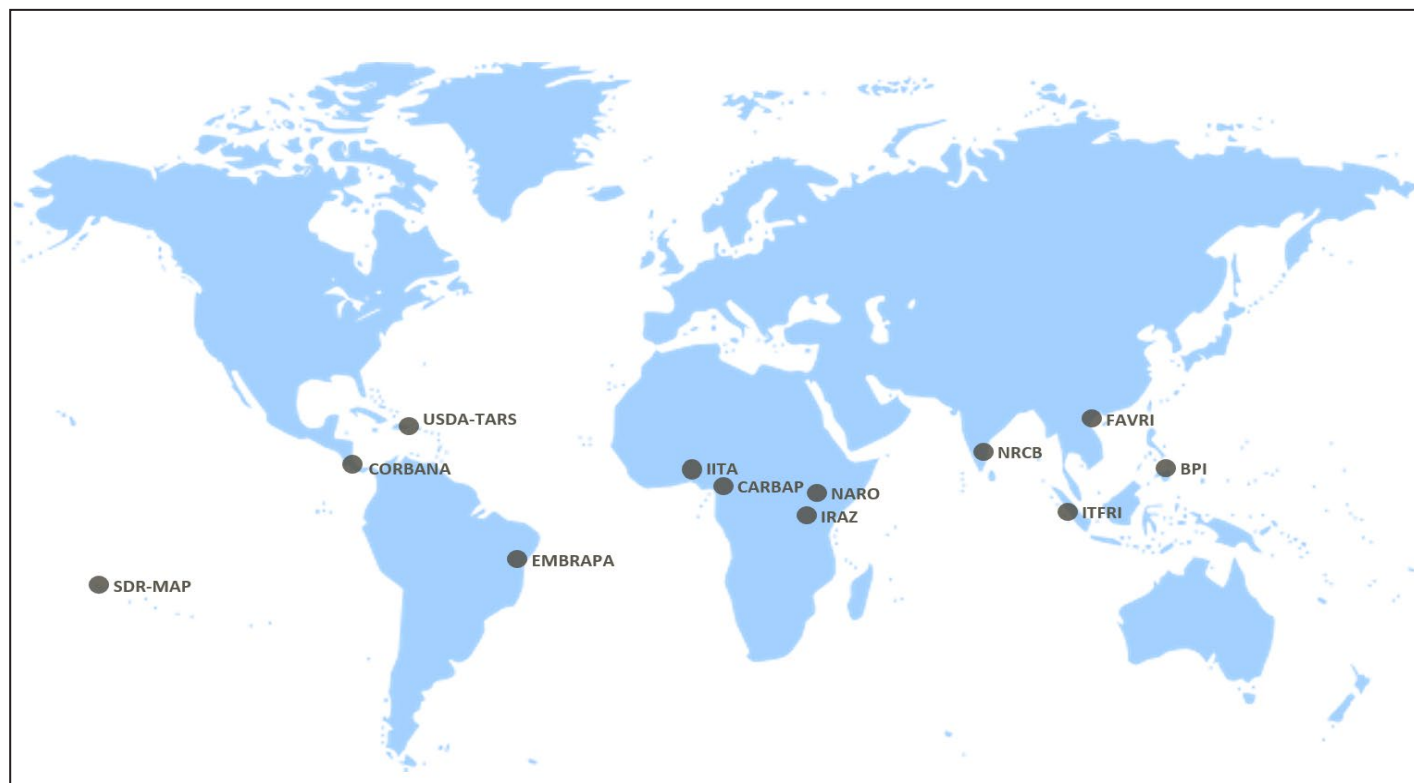 USDA-TARS
FAVRI
NRCB
CORBANA
IITA
BPI
CARBAP
NARO
ITFRI
IRAZ
EMBRAPA
SDR-MAP